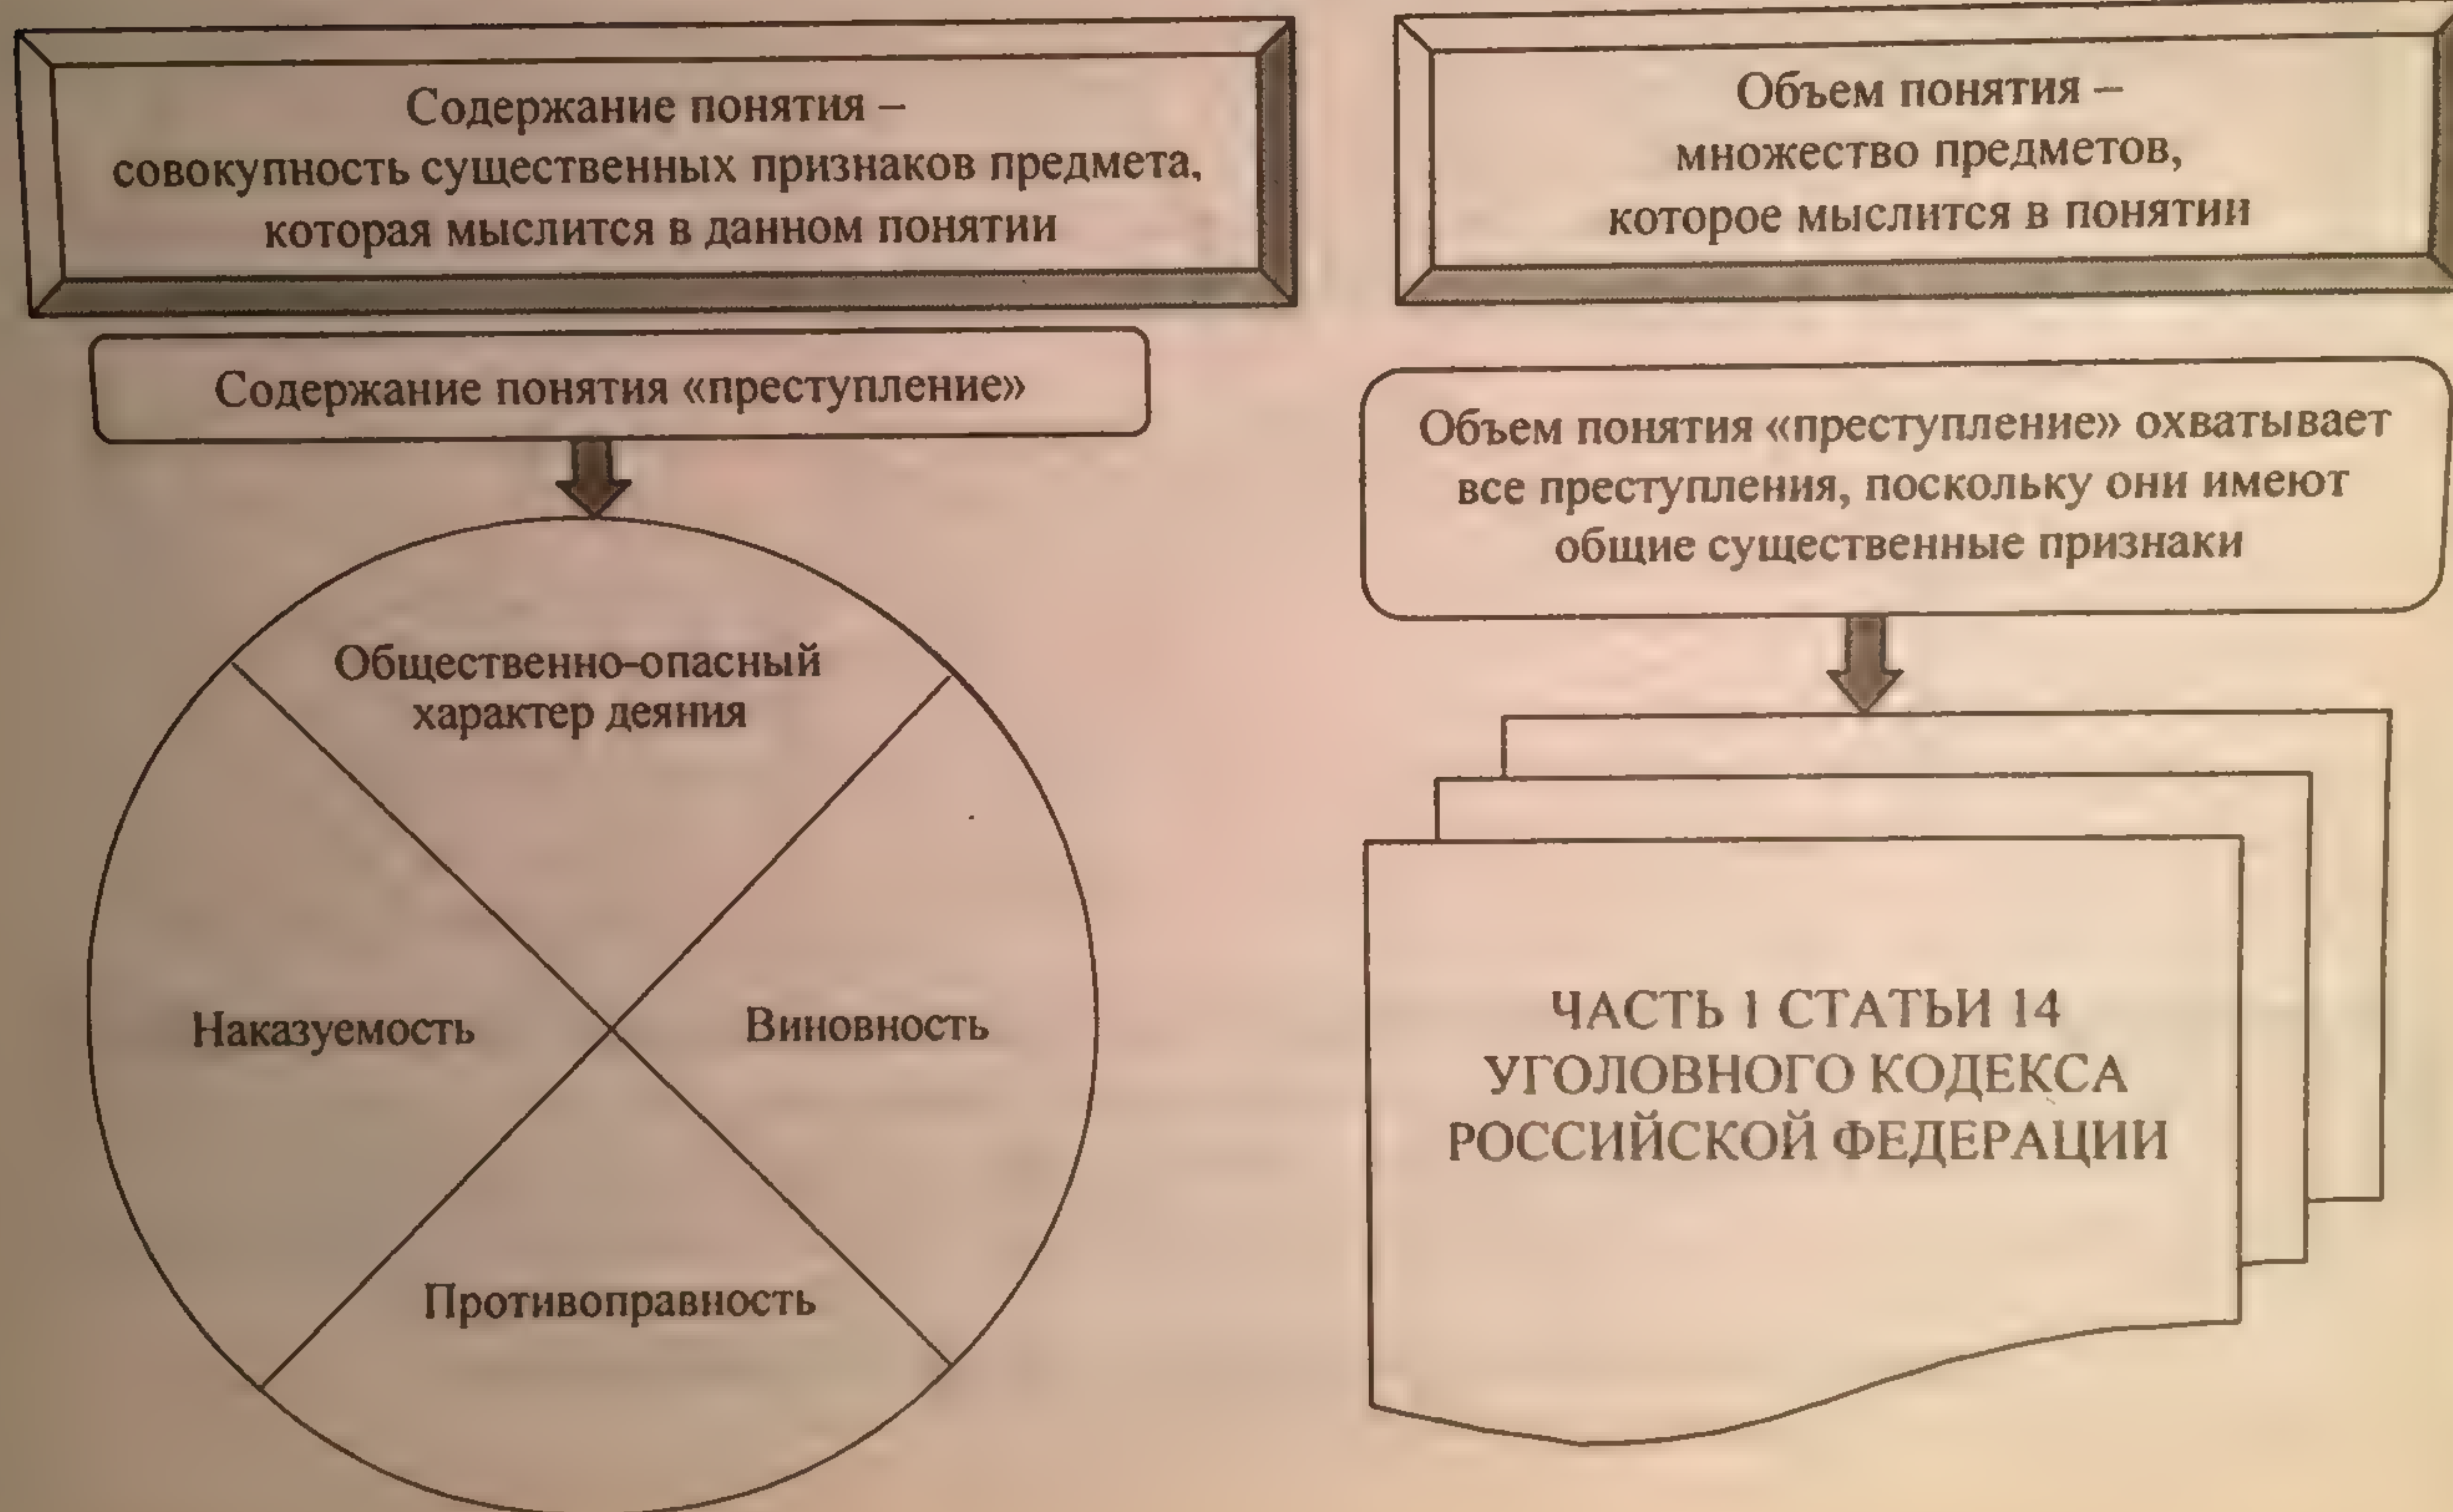 Содержание понятия –
совокупность существенных признаков предмета,
которая мыслится в данном понятии
Содержание понятия «преступление»
Общественно-опасный
характер деяния
Наказуемость
Виновность
Противоправность
Объем понятия –
множество предметов,
которое мыслится в понятии
Объем понятия «преступление» охватывает
все преступления, поскольку они имеют
общие существенные признаки
ЧАСТЬ 1 СТАТЬИ 14
УГОЛОВНОГО КОДЕКСА
РОССИЙСКОЙ ФЕДЕРАЦИИ